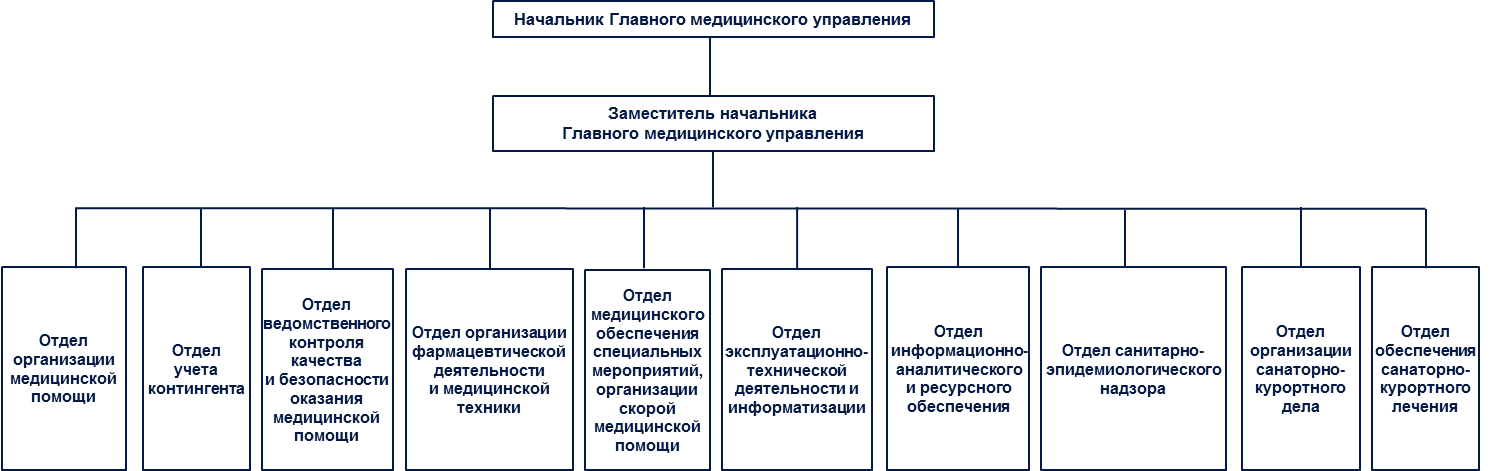 Начальник Главного медицинского управления
Заместитель начальника
Главного медицинского управления
Отдел
организации
медицинской
помощи
Отдел
учета
контингента
Отдел
ведомственного
контроля
качества
и безопасности
оказания
медицинской
помощи
Отдел организации
фармацевтической
деятельности
и медицинской
техники
Отдел
медицинского
обеспечения
специальных
мероприятий,
организации
скорой
медицинской
помощи
Отдел
эксплуатационно-
технической
деятельности и
информатизации
Отдел
информационно-
аналитического
и ресурсного
обеспечения
Отдел санитарно-
эпидемиологического
надзора
Отдел
организации
санаторно-
курортного
дела
Отдел
обеспечения
санаторно-
курортного
лечения